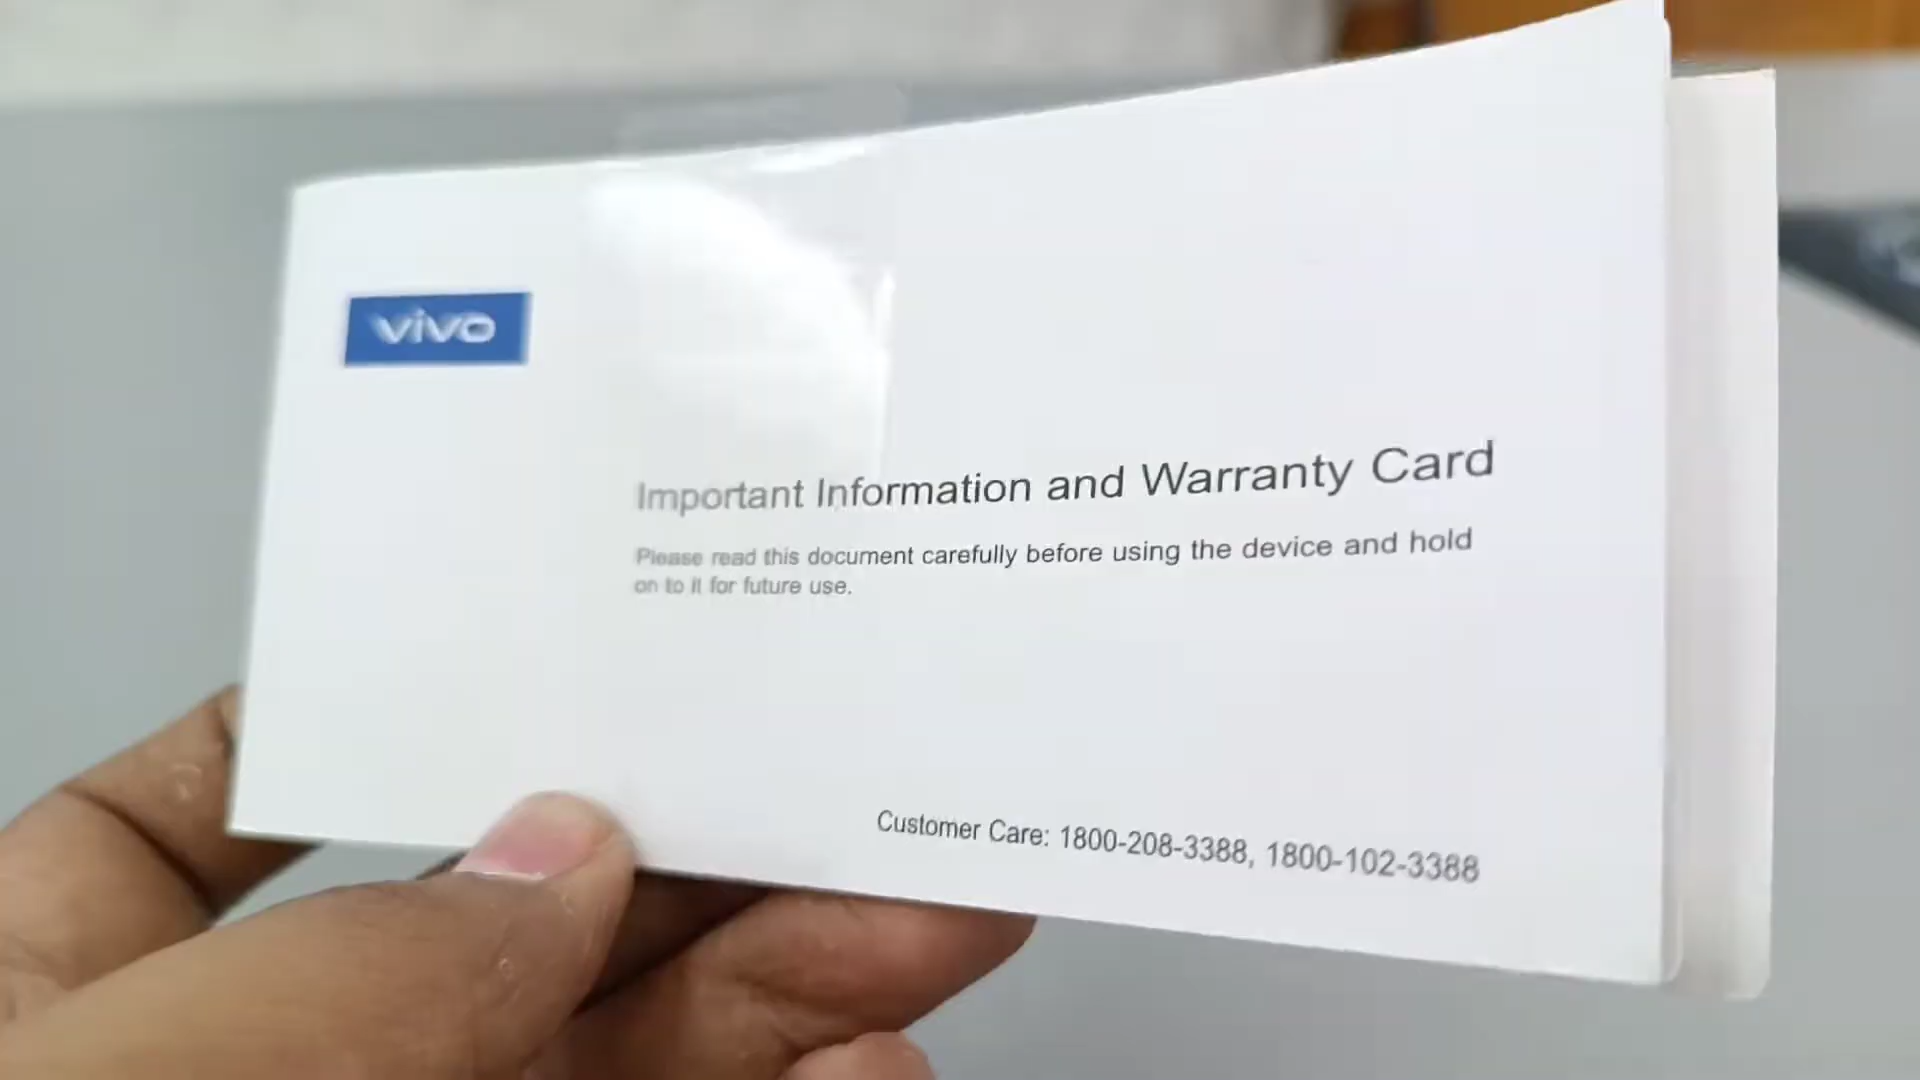 vivo
Important Information and Warranty Card
Please read this document carefully before using the device and hold
on to it for future use.
Customer Care: 1800-208-3388, 1800-102-3388